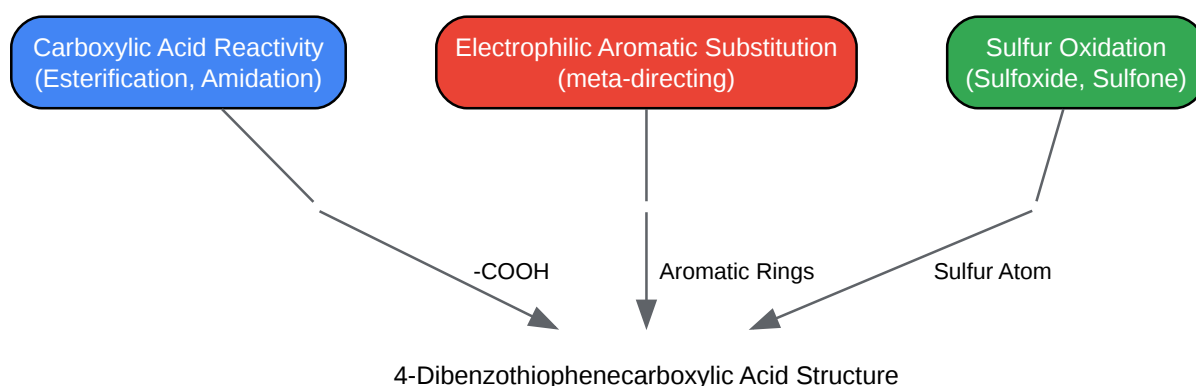 Carboxylic Acid Reactivity
(Esterification, Amidation)
Electrophilic Aromatic Substitution
(meta-directing)
Sulfur Oxidation
(Sulfoxide, Sulfone)
-COOH
Aromatic Rings
Sulfur Atom
4-Dibenzothiophenecarboxylic Acid Structure